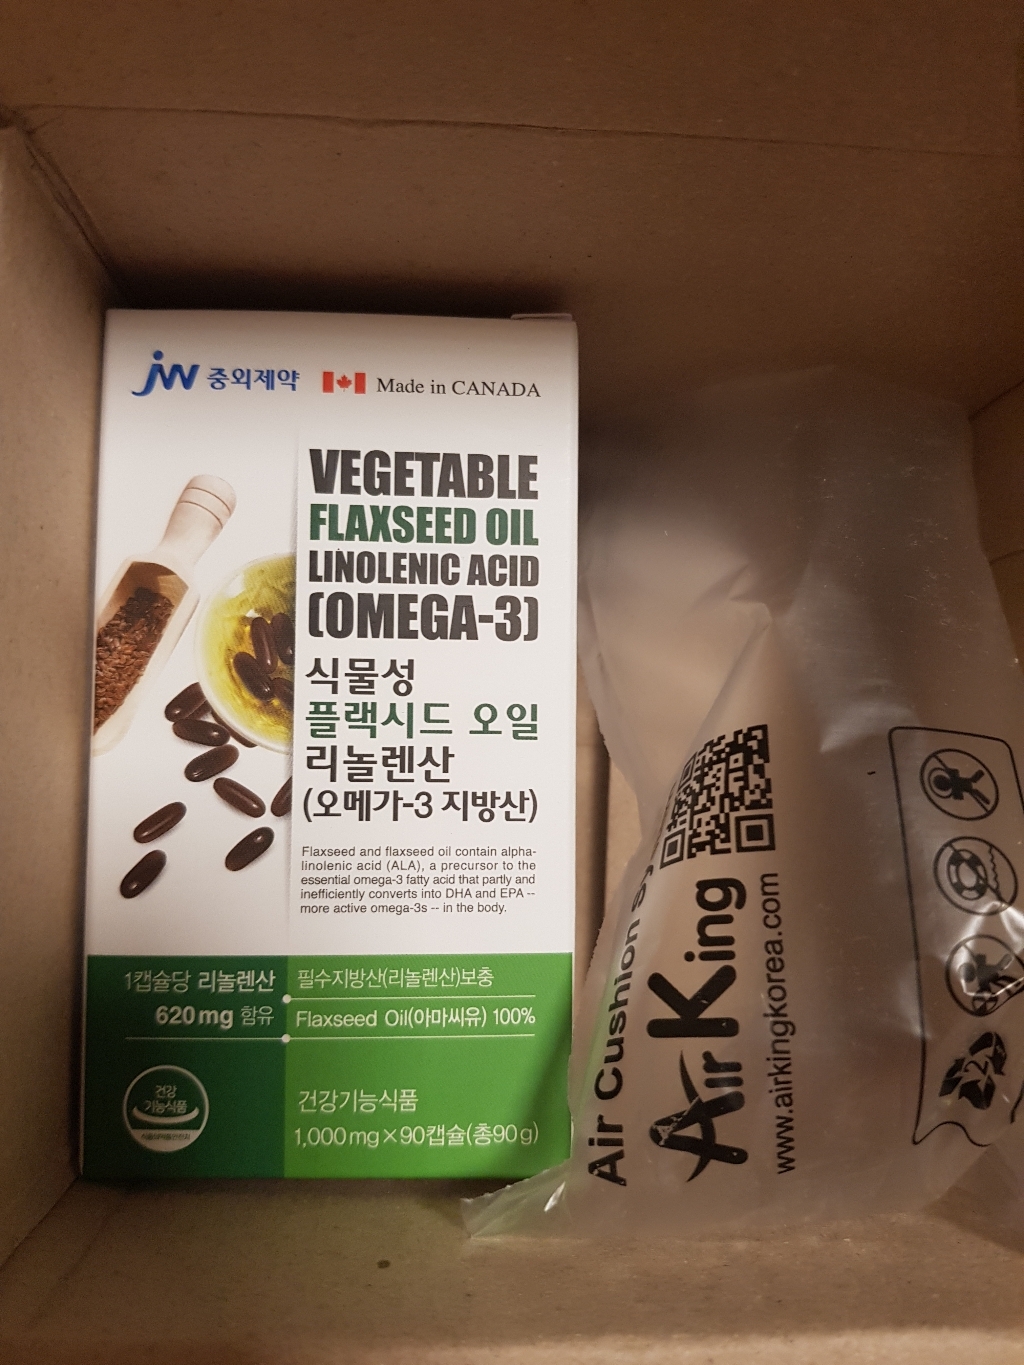 jw 중외제약 Made in CANADA
VEGETABLE
FLAXSEED OIL
LINOLENIC ACID
(OMEGA-3)
식물성
플랙시드 오일
리놀렌산
(오메가-3 지방산)
Flaxseed and flaxseed oil contain alpha-
linolenic acid (ALA), a precursor to the
essential omega-3 fatty acid that partly and
inefficiently converts into DHA and EPA --
more active omega-3s -- in the body.
1캡슐당 리놀렌산
620mg 함유
필수지방산(리놀렌산)보충
Flaxseed Oil(아마씨유) 100%
건강
기능식품
건강기능식품
1,000mg×90캡슐(총90g)
Air Cushion
Air King
www.airkingkorea.com
2